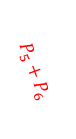 P₅ + P₆